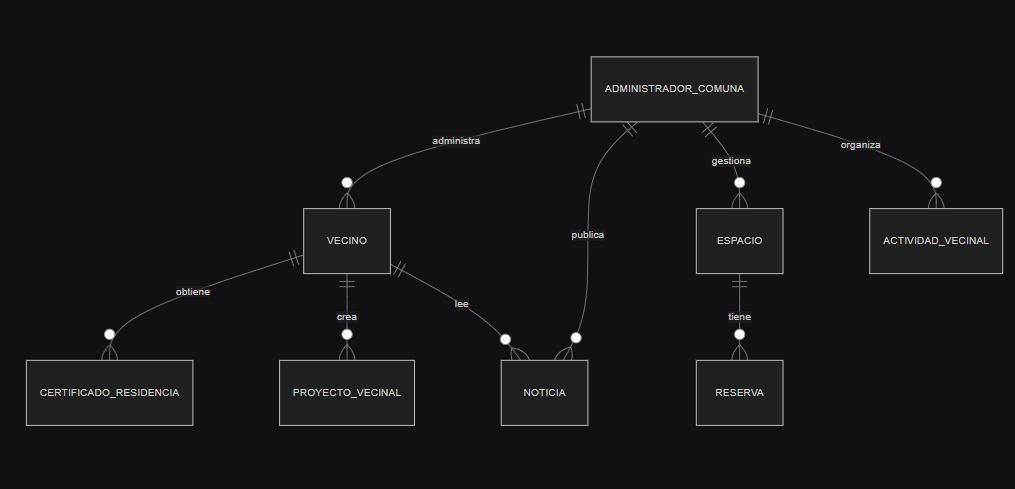 ADMINISTRADOR_COMUNA
administra
gestiona
organiza
publica
VECINO
ESPACIO
ACTIVIDAD_VECINAL
obtiene
crea
lee
tiene
CERTIFICADO_RESIDENCIA
PROYECTO_VECINAL
NOTICIA
RESERVA